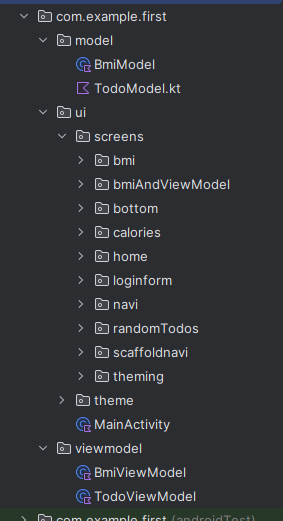 com.example.first
model
BmiModel
TodoModel.kt
ui
screens
bmi
bmiAndViewModel
bottom
calories
home
loginform
navi
randomTodos
scaffoldnavi
theming
theme
MainActivity
viewmodel
BmiViewModel
TodoViewModel
com.example.first (androidTest)